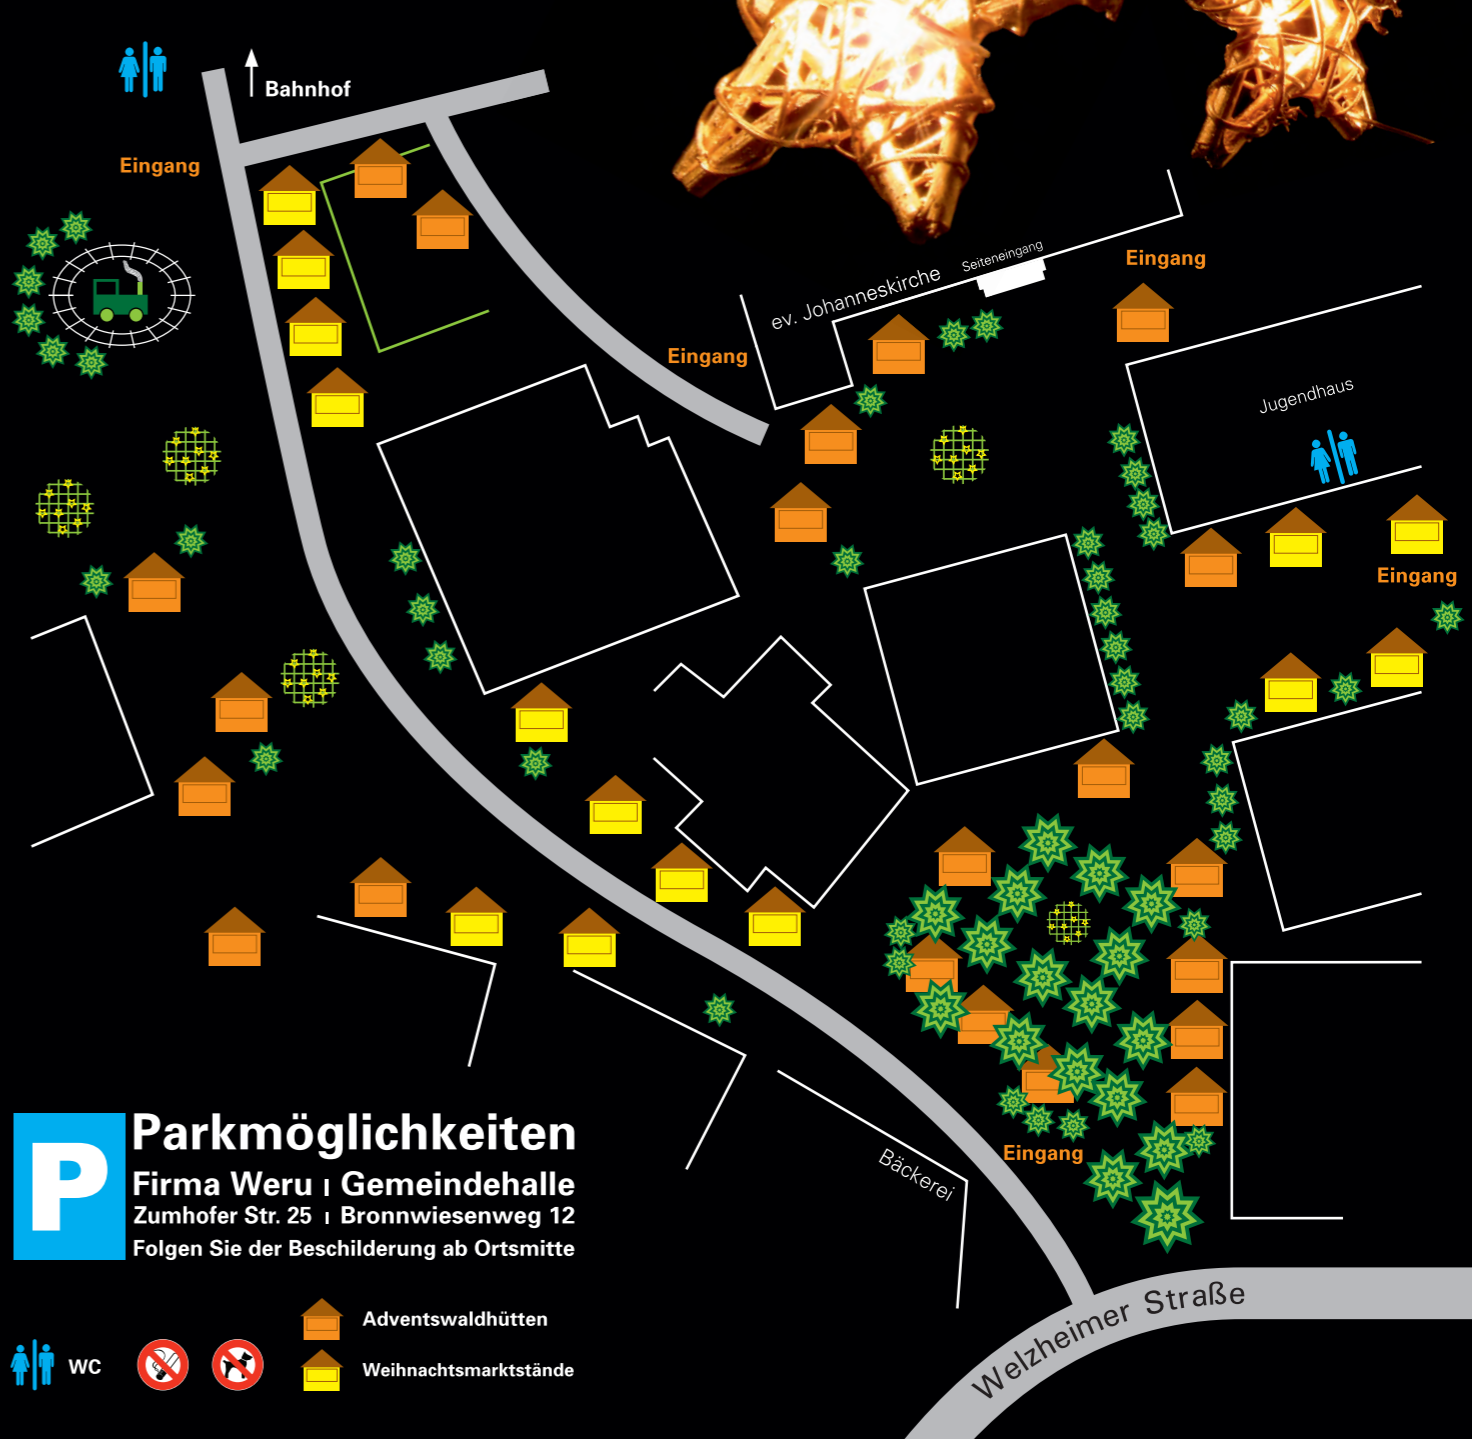 Bahnhof
Eingang
Seiteneingang
ev. Johanneskirche
Eingang
Eingang
Jugendhaus
Eingang
P
Parkmöglichkeiten
Firma Weru | Gemeindehalle
Zumhofer Str. 25 | Bronnwiesenweg 12
Folgen Sie der Beschilderung ab Ortsmitte
Bäckerei
Eingang
Welzheimer Straße
Adventswaldhütten
WC
Weihnachtsmarktstände